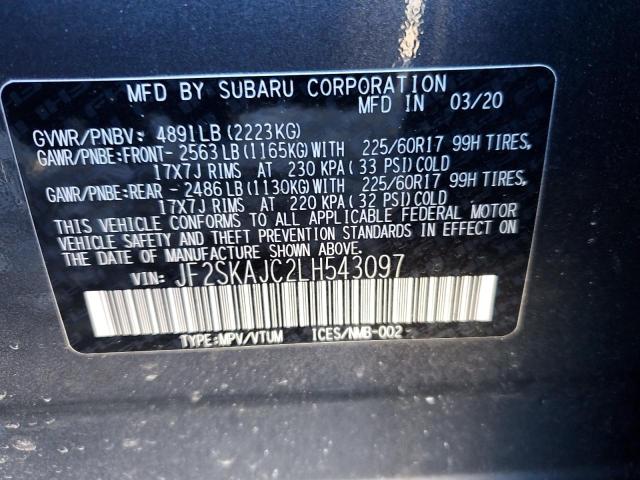 MFD BY SUBARU CORPORATION
MFD IN 03/20
GVWR/PNBV: 4891LB (2223KG)
GAWR/PNBE:FRONT- 2563LB (1165KG)WITH 225/60R17 99H TIRES,
17X7J RIMS AT 230 KPA (33 PSI)COLD
GAWR/PNBE:REAR - 2486LB (1130KG)WITH 225/60R17 99H TIRES,
17X7J RIMS AT 220 KPA (32 PSI)COLD
THIS VEHICLE CONFORMS TO ALL APPLICABLE FEDERAL MOTOR
VEHICLE SAFETY AND THEFT PREVENTION STANDARDS IN EFFECT ON
THE DATE OF MANUFACTURE SHOWN ABOVE.
VIN: JF2SKAJC2LH543097
TYPE:MPV/VTUM ICES/NMB-002